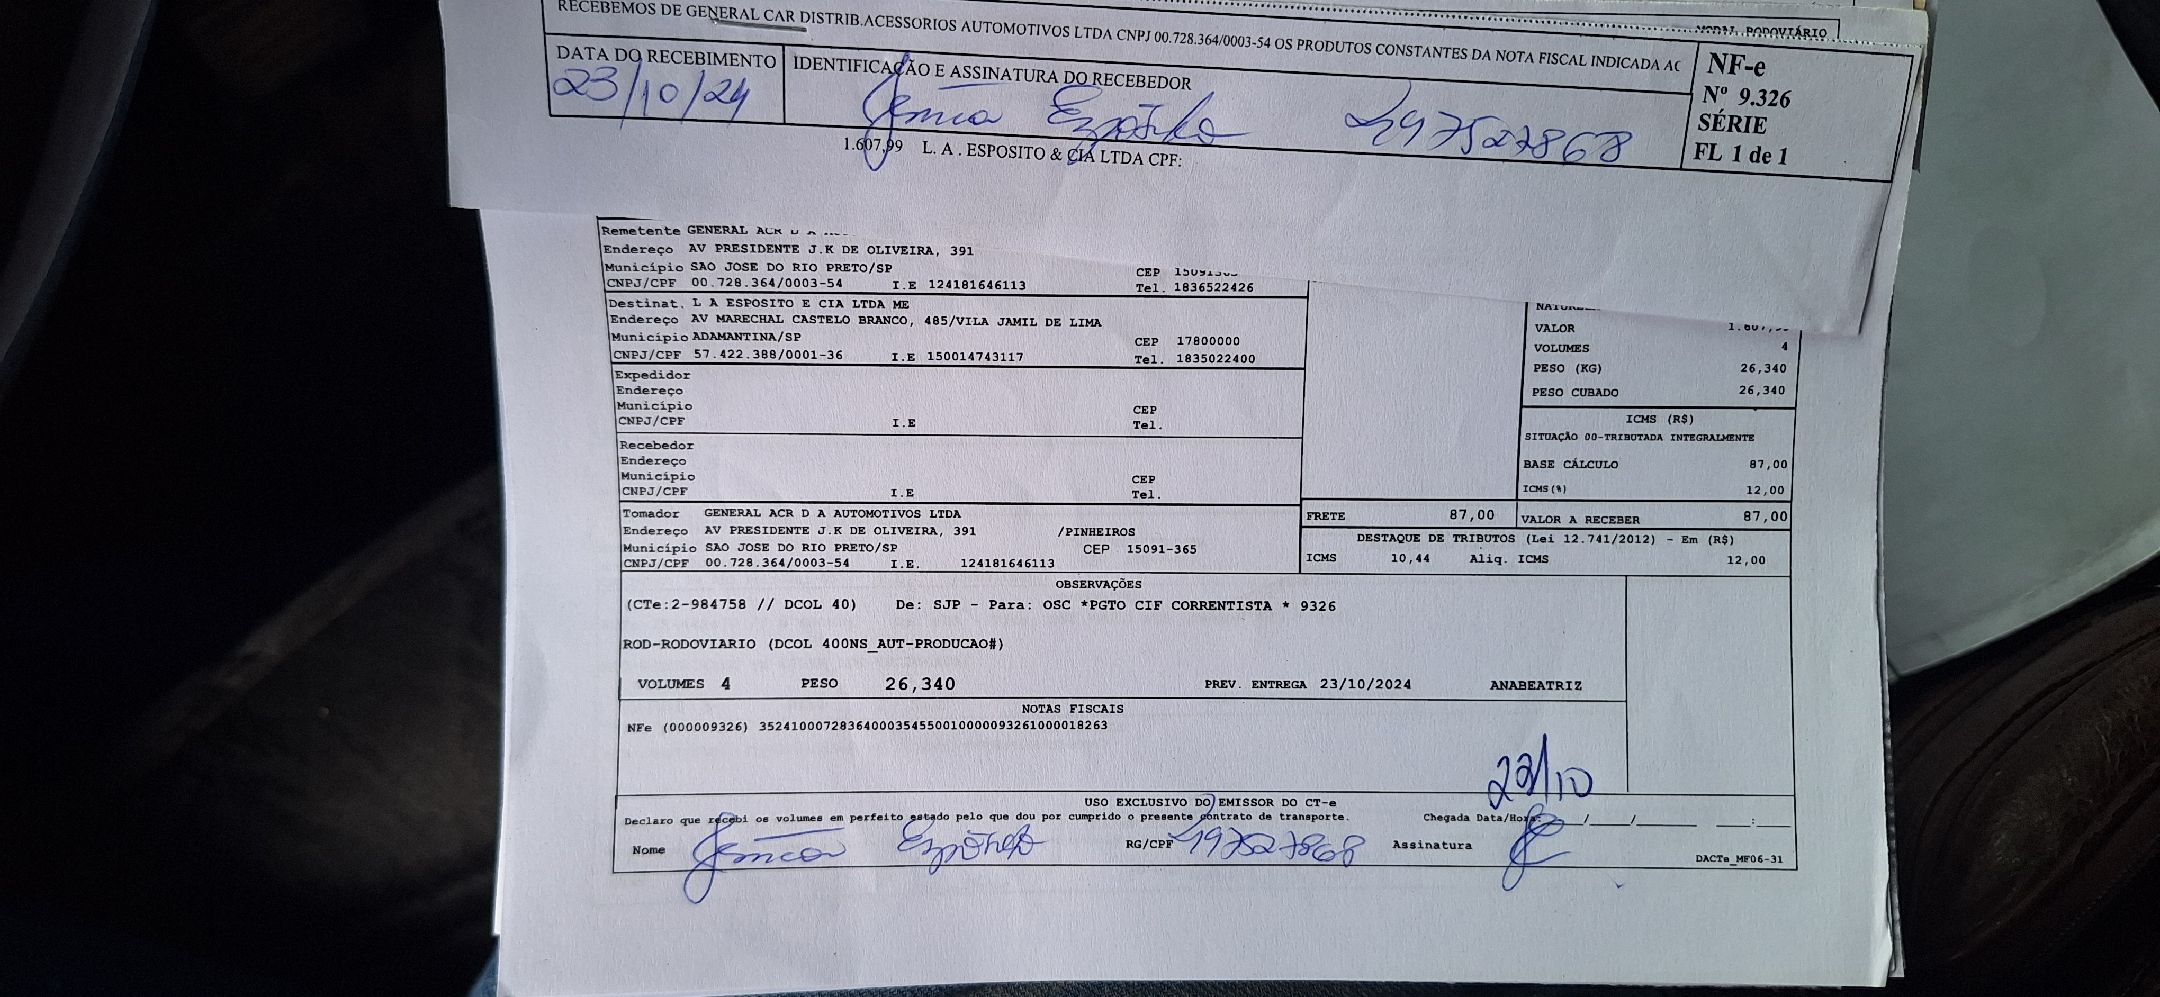 RECEBEMOS DE GENERAL CAR DISTRIB.ACESSORIOS AUTOMOTIVOS LTDA CNPJ 00.728.364/0003-54 OS PRODUTOS CONSTANTES DA NOTA FISCAL INDICADA AC
MODAL RODOVIÁRIO
DATA DO RECEBIMENTO
23/10/24
IDENTIFICAÇÃO E ASSINATURA DO RECEBEDOR
497527868
NF-e
Nº 9.326
SÉRIE
FL 1 de 1
1.607,99 L. A . ESPOSITO & CIA LTDA CPF:
Remetente GENERAL ACR D A
Endereço AV PRESIDENTE J.K DE OLIVEIRA, 391
Município SAO JOSE DO RIO PRETO/SP CEP
CNPJ/CPF 00.728.364/0003-54 I.E 124181646113 Tel. 1836522426
Destinat. L A ESPOSITO E CIA LTDA ME
Endereço AV MARECHAL CASTELO BRANCO, 485/VILA JAMIL DE LIMA
Município ADAMANTINA/SP CEP 17800000
CNPJ/CPF 57.422.388/0001-36 I.E 150014743117 Tel. 1835022400
Expedidor
Endereço
Município CEP
CNPJ/CPF I.E Tel.
Recebedor
Endereço
Município CEP
CNPJ/CPF I.E Tel.
Tomador GENERAL ACR D A AUTOMOTIVOS LTDA
Endereço AV PRESIDENTE J.K DE OLIVEIRA, 391 /PINHEIROS
Município SAO JOSE DO RIO PRETO/SP CEP 15091-365
CNPJ/CPF 00.728.364/0003-54 I.E. 124181646113
VALOR
VOLUMES 4
PESO (KG) 26,340
PESO CUBADO 26,340
ICMS (R$)
SITUAÇÃO 00-TRIBUTADA INTEGRALMENTE
BASE CÁLCULO 87,00
ICMS(%) 12,00
FRETE 87,00 VALOR A RECEBER 87,00
DESTAQUE DE TRIBUTOS (Lei 12.741/2012) - Em (R$)
ICMS 10,44 Aliq. ICMS 12,00
OBSERVAÇÕES
(CTe:2-984758 // DCOL 40) De: SJP - Para: OSC *PGTO CIF CORRENTISTA * 9326
ROD-RODOVIARIO (DCOL 400NS_AUT-PRODUCAO#)
VOLUMES 4 PESO 26,340 PREV. ENTREGA 23/10/2024 ANABEATRIZ
NOTAS FISCAIS
NFe (000009326) 35241000728364000354550010000093261000018263
USO EXCLUSIVO DO EMISSOR DO CT-e
Declaro que recebi os volumes em perfeito estado pelo que dou por cumprido o presente contrato de transporte. Chegada Data/Hora: __/__/__ __:__
Nome RG/CPF 497527868 Assinatura
DACTe_MF06-31